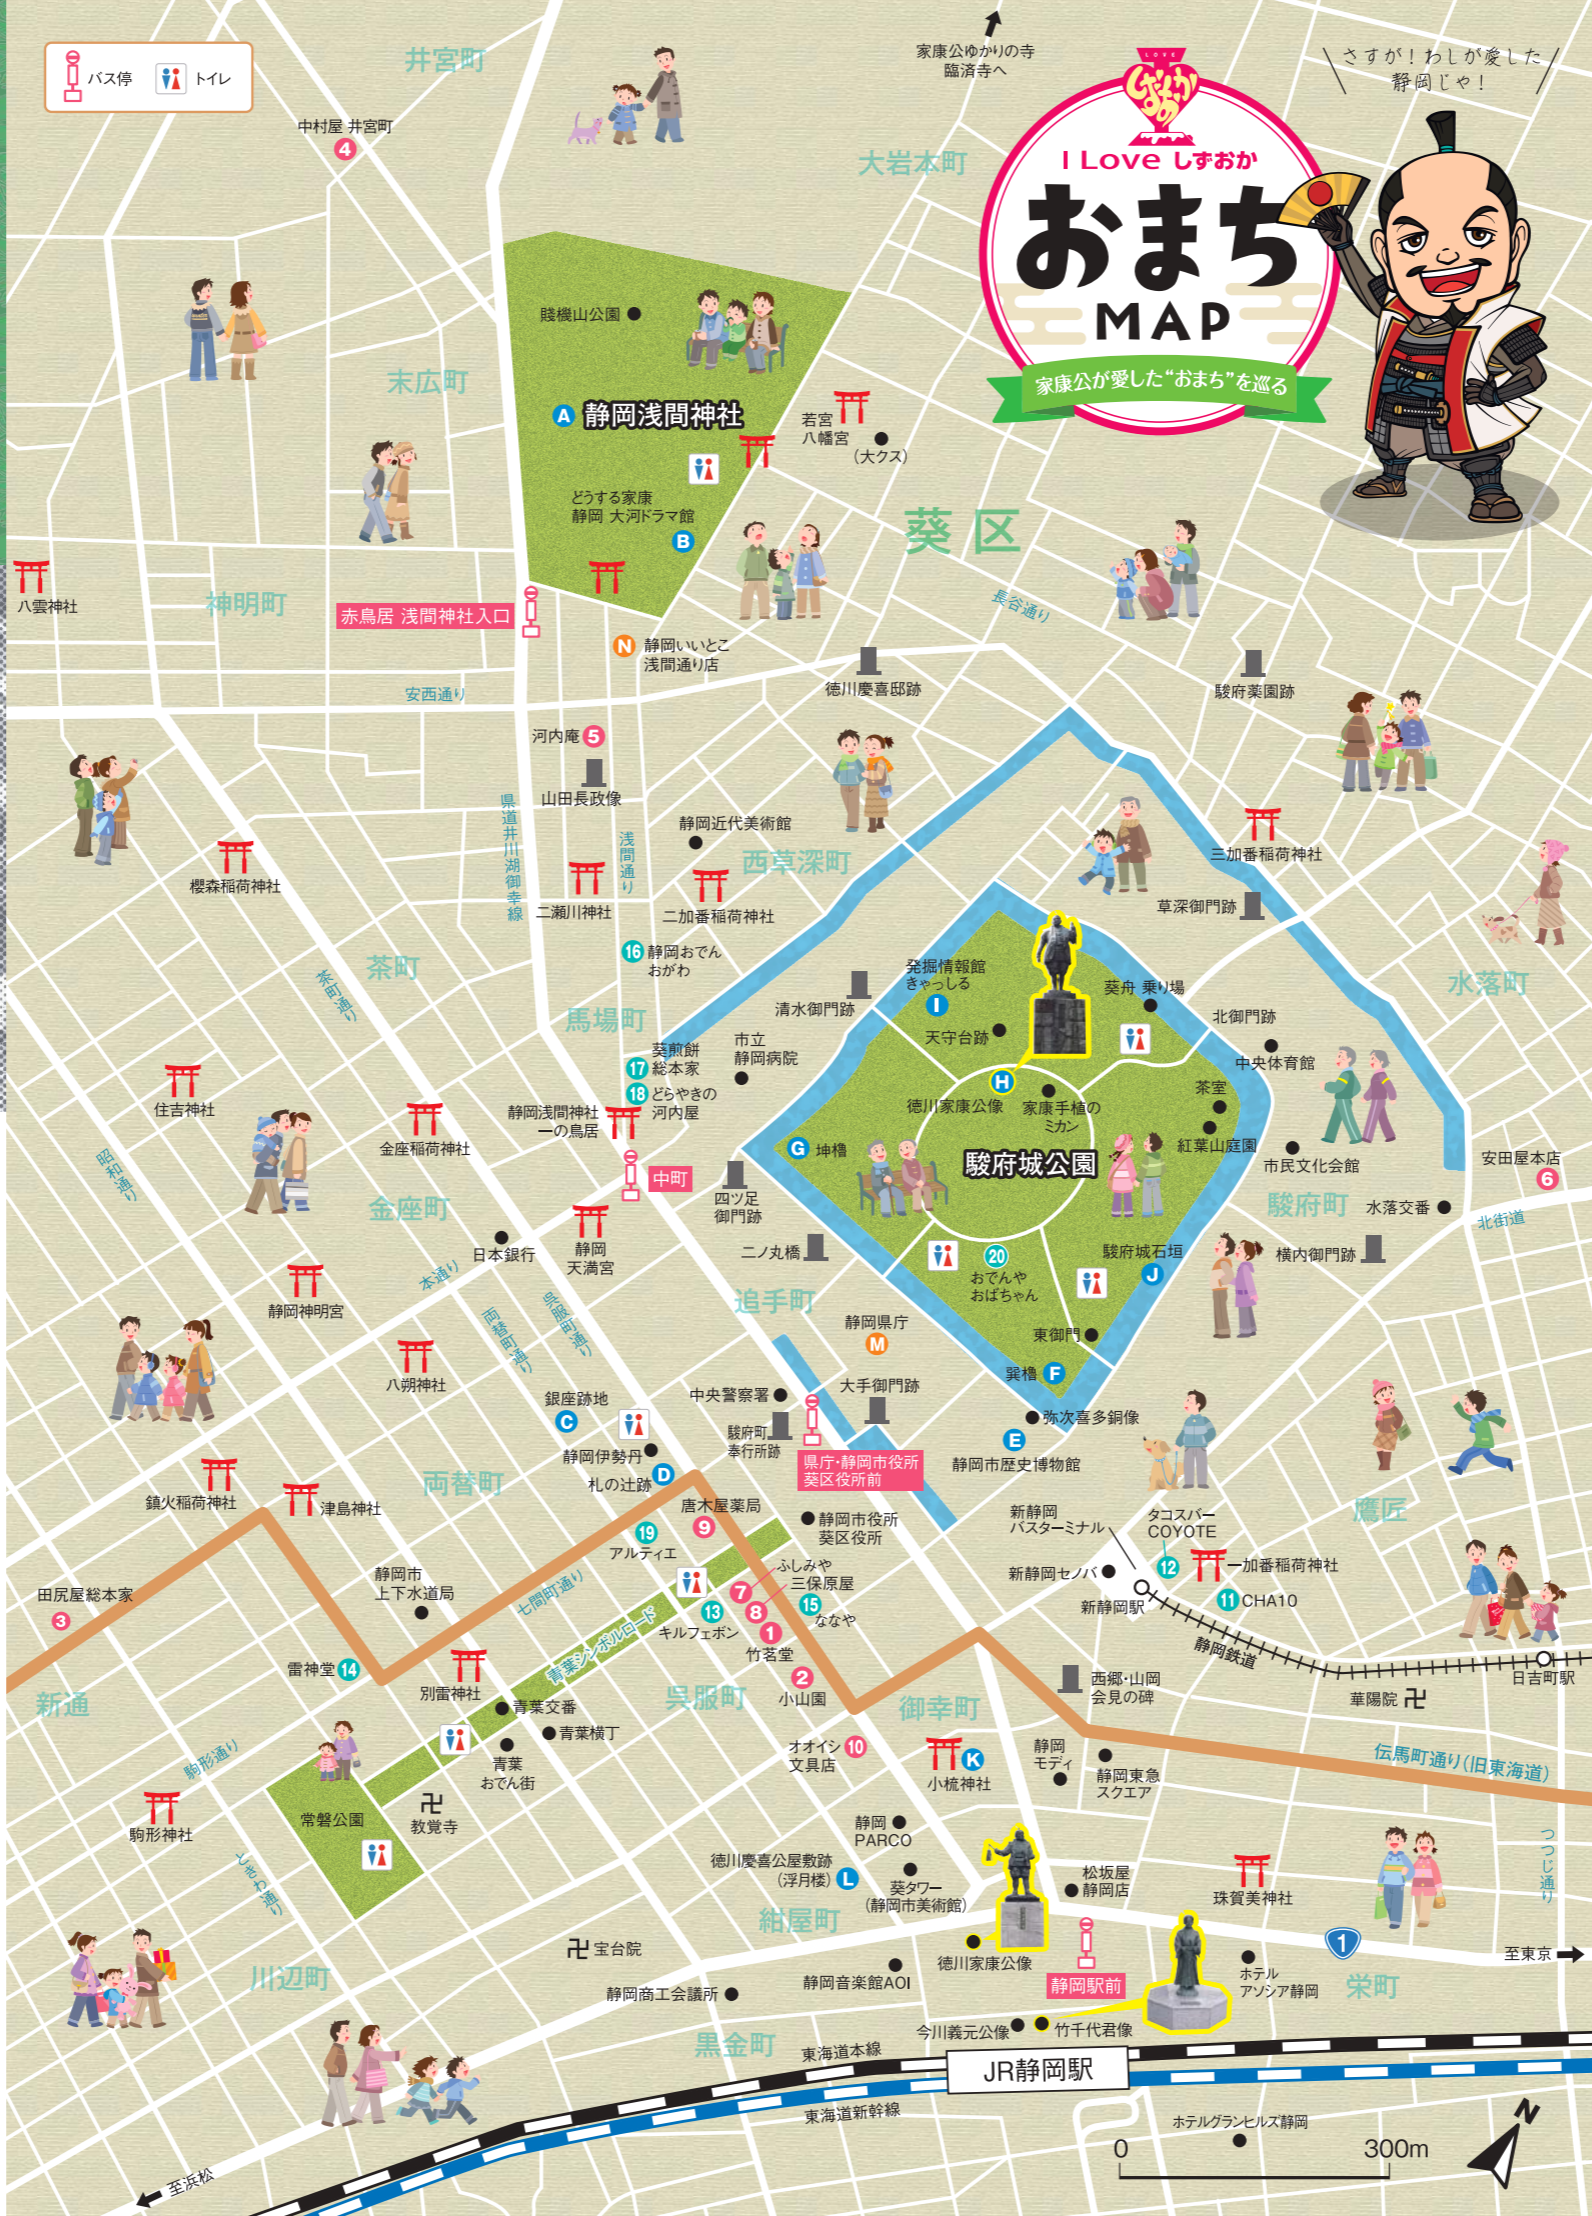 バス停
トイレ
井宮町
中村屋 井宮町
4
家康公ゆかりの寺
臨済寺へ
大岩本町
LOVE
しずおか
I Love しずおか
おまち
MAP
家康公が愛した“おまち”を巡る
さすが！わしが愛した
静岡じゃ！
賤機山公園
末広町
A 静岡浅間神社
若宮
八幡宮
（大クス）
どうする家康
静岡 大河ドラマ館
B
葵区
長谷通り
八雲神社
神明町
赤鳥居 浅間神社入口
N 静岡いいとこ
浅間通り店
徳川慶喜邸跡
駿府薬園跡
安西通り
河内庵 5
山田長政像
県道井川湖御幸線
浅間通り
静岡近代美術館
西草深町
三加番稲荷神社
櫻森稲荷神社
二瀬川神社
二加番稲荷神社
草深御門跡
16 静岡おでん
おがわ
茶町
茶町通り
水落町
発掘情報館
きゃっしる
I
葵舟 乗り場
清水御門跡
天守台跡
北御門跡
馬場町
市立
静岡病院
17 葵煎餅
総本家
18 どらやきの
河内屋
中央体育館
H
徳川家康公像
家康手植の
ミカン
茶室
紅葉山庭園
住吉神社
金座稲荷神社
静岡浅間神社
一の鳥居
G 坤櫓
駿府城公園
市民文化会館
安田屋本店
6
昭和通り
中町
四ツ足
御門跡
駿府町
水落交番
北街道
金座町
日本銀行
静岡
天満宮
二ノ丸橋
20
おでんや
おばちゃん
駿府城石垣
J
横内御門跡
本通り
静岡神明宮
両替町通り
呉服町通り
追手町
静岡県庁
M
東御門
八朔神社
巽櫓 F
銀座跡地
C
中央警察署
大手御門跡
弥次喜多銅像
駿府町
奉行所跡
E
静岡市歴史博物館
静岡伊勢丹
県庁・静岡市役所
葵区役所前
札の辻跡 D
両替町
鎮火稲荷神社
津島神社
唐木屋薬局
9
静岡市役所
葵区役所
新静岡
バスターミナル
タコスバー
COYOTE
12
鷹匠
19
アルティエ
ふしみや
7
三保原屋
8
一加番稲荷神社
新静岡セノバ
新静岡駅
11 CHA10
田尻屋総本家
3
静岡市
上下水道局
七間町通り
13
キルフェボン
15
ななや
1
竹茗堂
青葉シンボルロード
静岡鉄道
日吉町駅
雷神堂 14
別雷神社
2
小山園
西郷・山岡
会見の碑
華陽院
新通
青葉交番
呉服町
御幸町
青葉横丁
青葉
おでん街
オオイシ
文具店
10
K
小梳神社
静岡
モディ
静岡東急
スクエア
伝馬町通り（旧東海道）
駒形通り
駒形神社
常磐公園
教覚寺
静岡
PARCO
徳川慶喜公屋敷跡
（浮月楼） L
葵タワー
（静岡市美術館）
松坂屋
静岡店
珠賀美神社
つつじ通り
ときわ通り
紺屋町
1
宝台院
徳川家康公像
至東京
川辺町
静岡音楽館AOI
静岡駅前
ホテル
アソシア静岡
栄町
静岡商工会議所
今川義元公像
竹千代君像
黒金町
東海道本線
JR静岡駅
東海道新幹線
ホテルグランヒルズ静岡
N
0
300m
至浜松